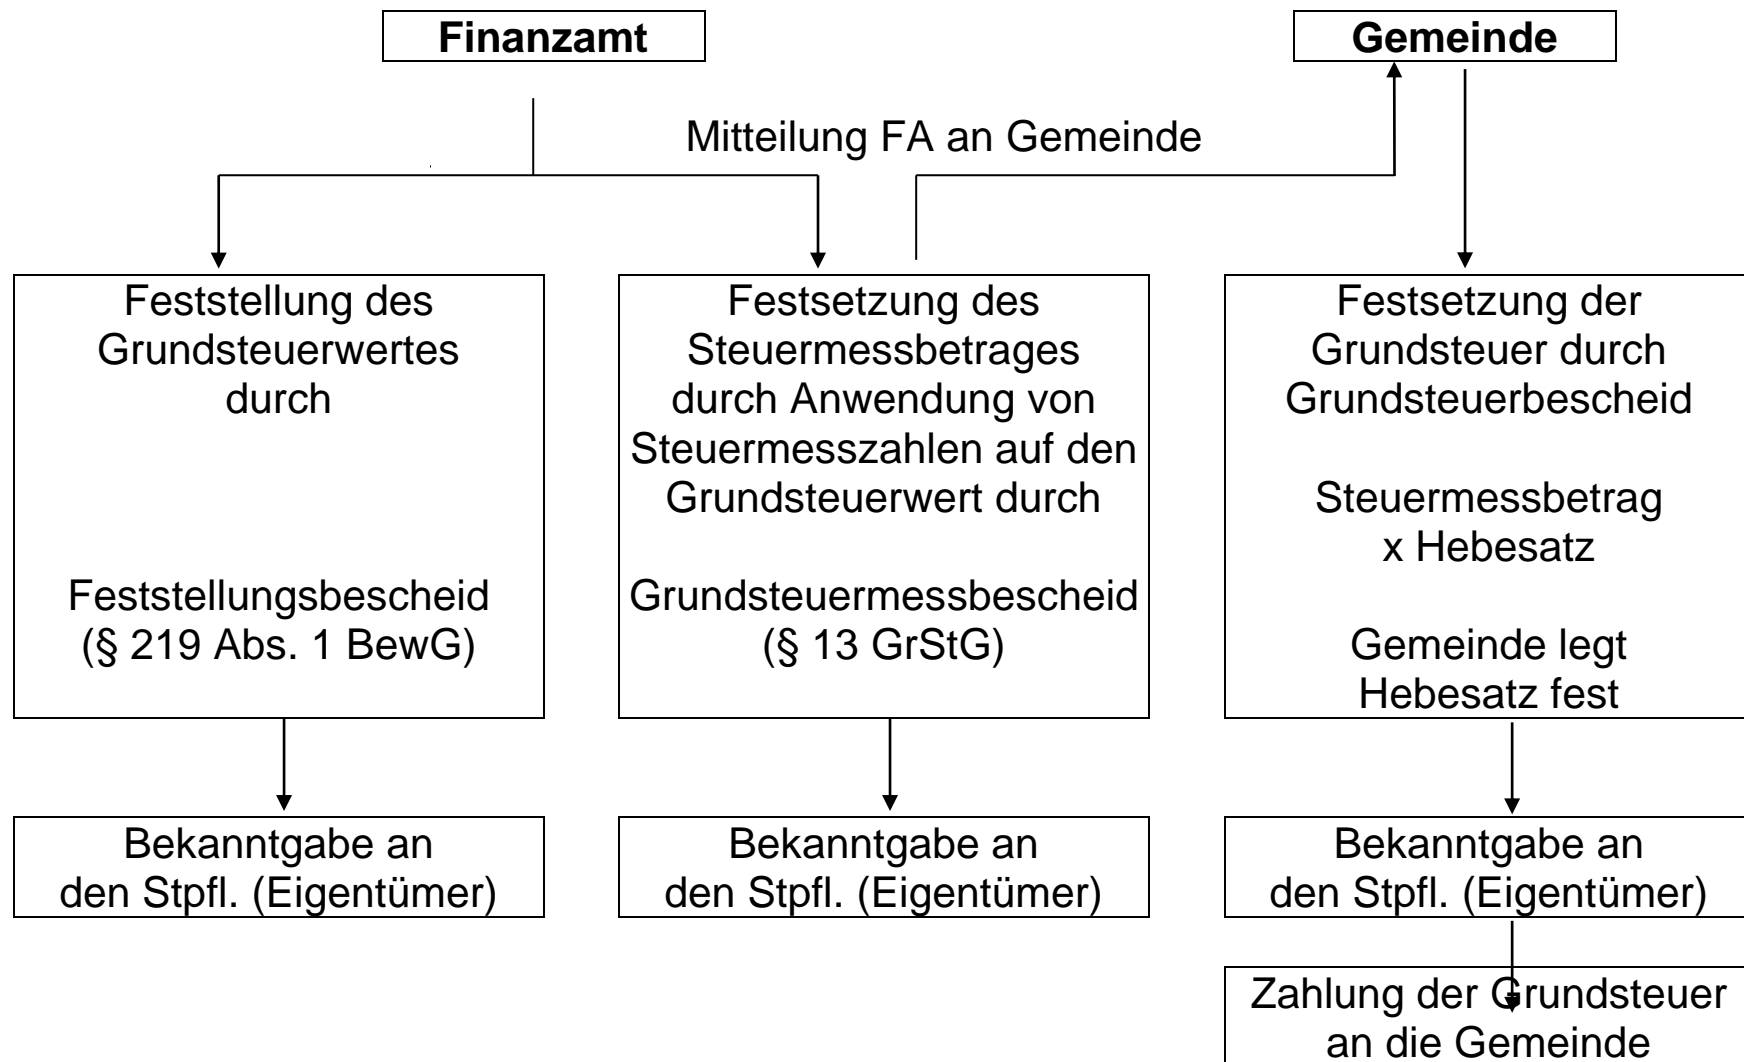 Finanzamt
Gemeinde
Mitteilung FA an Gemeinde
Feststellung des
Grundsteuerwertes
durch
Feststellungsbescheid
(§ 219 Abs. 1 BewG)
Festsetzung des
Steuermessbetrages
durch Anwendung von
Steuermesszahlen auf den
Grundsteuerwert durch
Grundsteuermessbescheid
(§ 13 GrStG)
Festsetzung der
Grundsteuer durch
Grundsteuerbescheid
Steuermessbetrag
x Hebesatz
Gemeinde legt
Hebesatz fest
Bekanntgabe an
den Stpfl. (Eigentümer)
Bekanntgabe an
den Stpfl. (Eigentümer)
Bekanntgabe an
den Stpfl. (Eigentümer)
Zahlung der Grundsteuer
an die Gemeinde